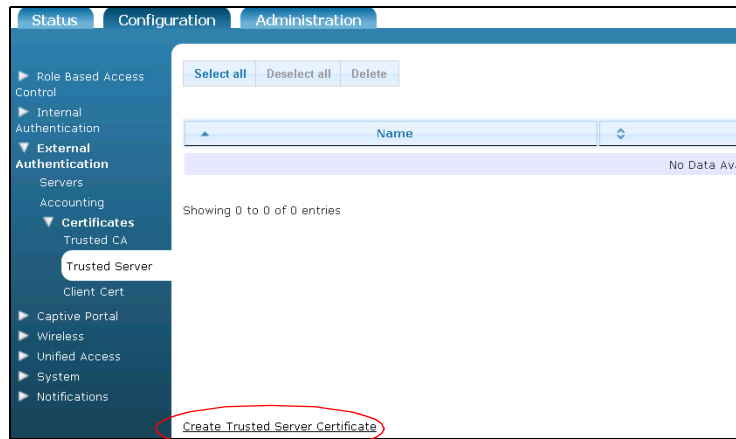 Status Configuration Administration
Role Based Access
Control
Internal
Authentication
External
Authentication
Servers
Accounting
Certificates
Trusted CA
Trusted Server
Client Cert
Captive Portal
Wireless
Unified Access
System
Notifications
Select all Deselect all Delete
Name
No Data Ava
Showing 0 to 0 of 0 entries
Create Trusted Server Certificate